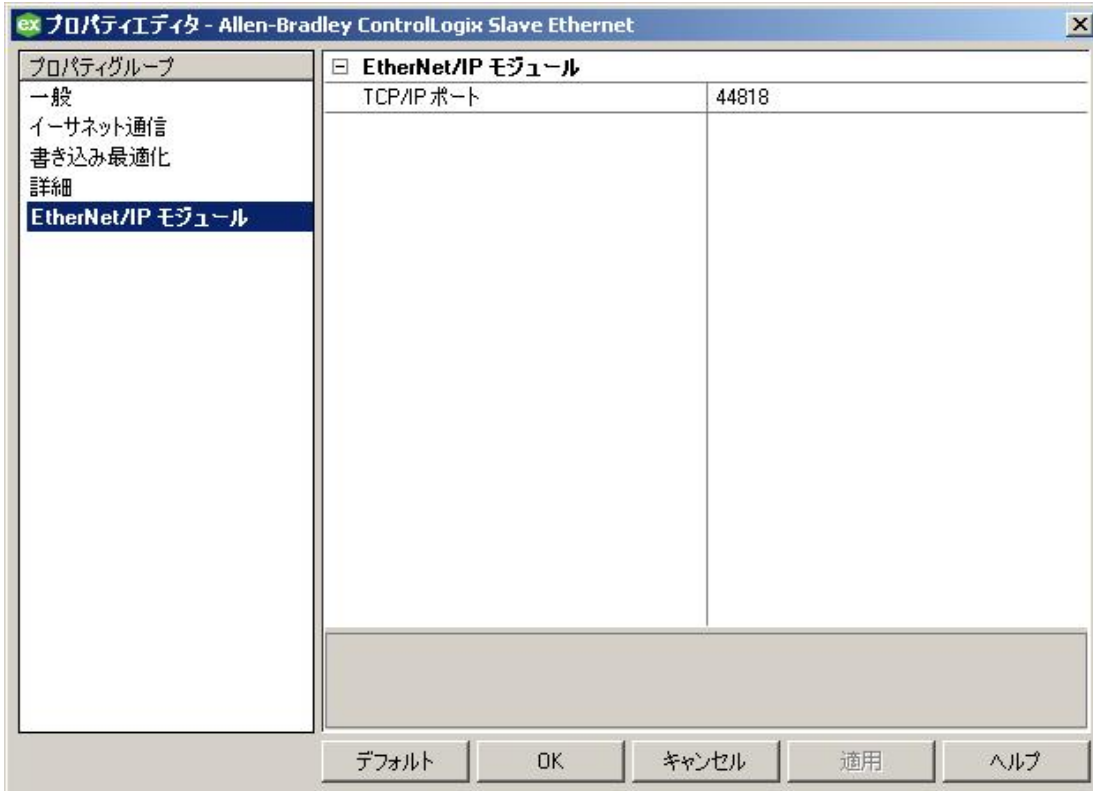 ex プロパティエディタ - Allen-Bradley ControlLogix Slave Ethernet
プロパティグループ
一般
イーサネット通信
書き込み最適化
詳細
EtherNet/IP モジュール
EtherNet/IP モジュール
TCP/IP ポート 44818
デフォルト OK キャンセル 適用 ヘルプ